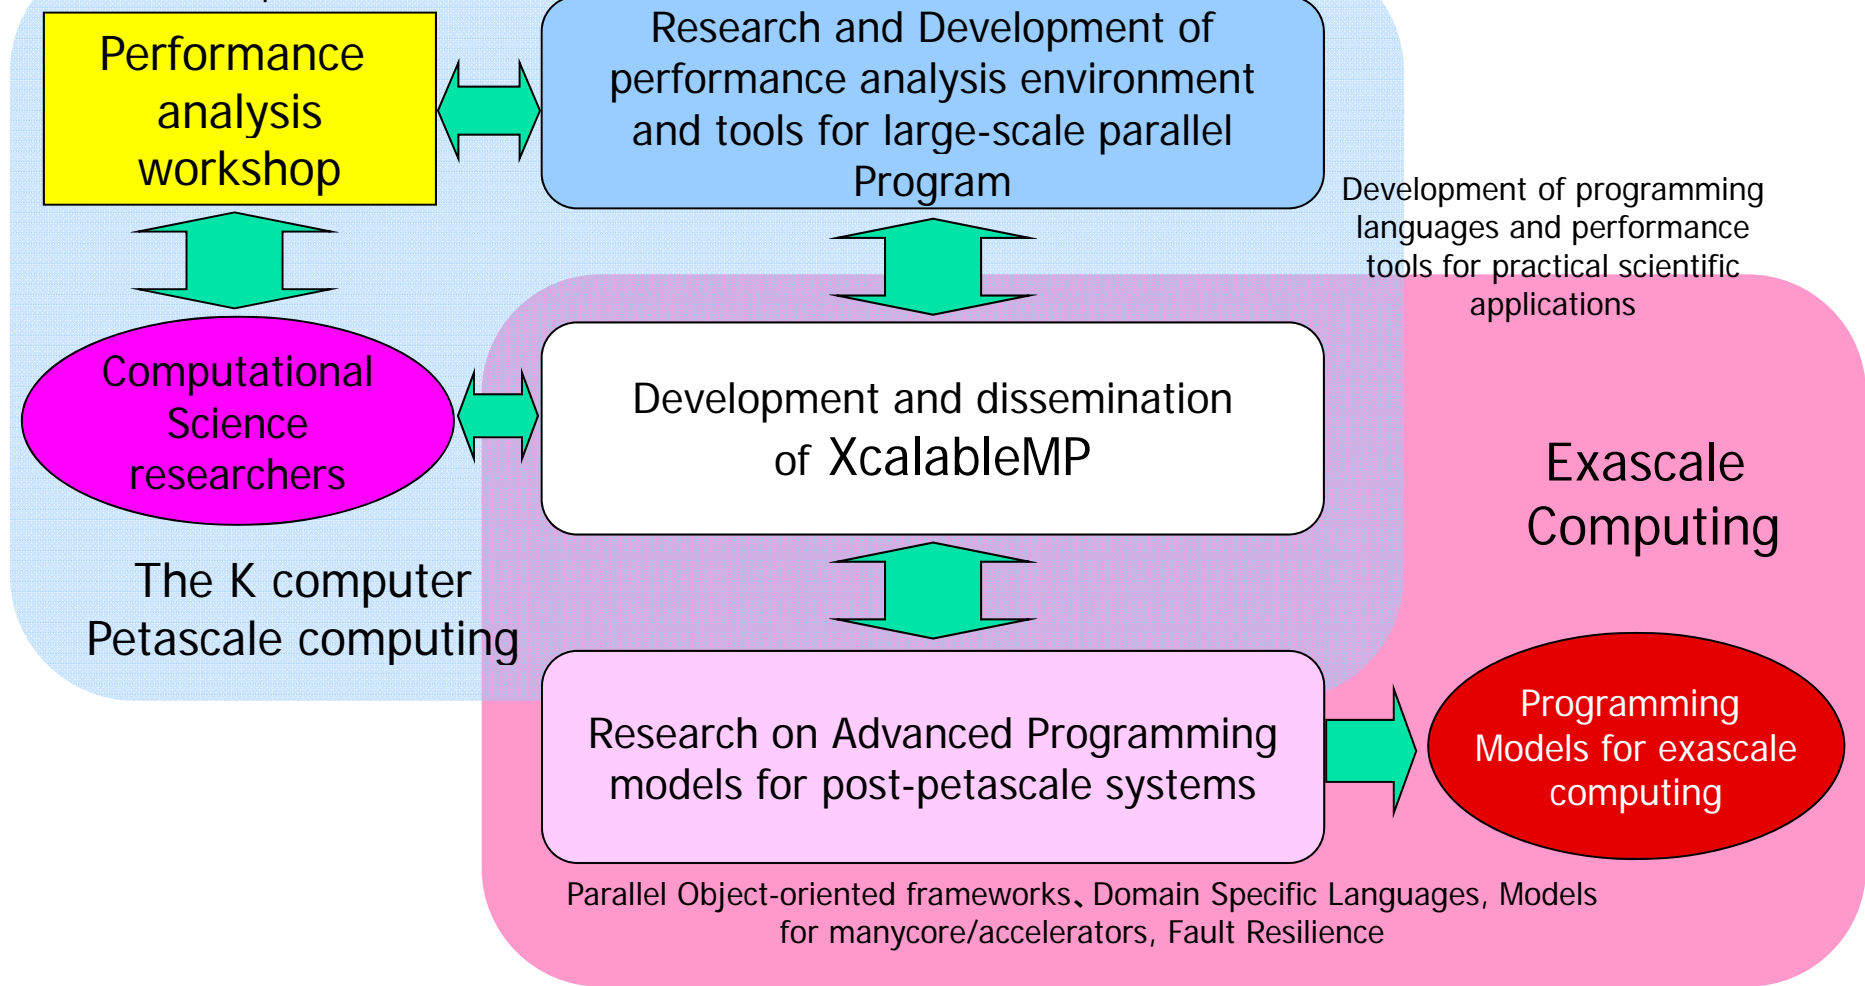 Performance
analysis
workshop
Research and Development of
performance analysis environment
and tools for large-scale parallel
Program
Development of programming
languages and performance
tools for practical scientific
applications
Computational
Science
researchers
Development and dissemination
of XcalableMP
Exascale
Computing
The K computer
Petascale computing
Research on Advanced Programming
models for post-petascale systems
Programming
Models for exascale
computing
Parallel Object-oriented frameworks、Domain Specific Languages, Models
for manycore/accelerators, Fault Resilience